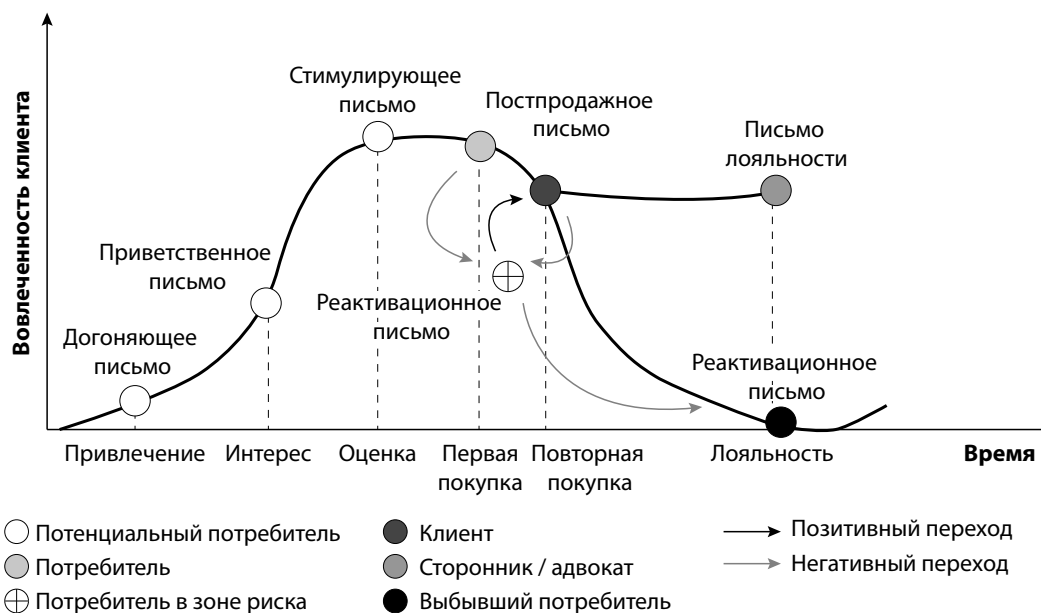 Вовлеченность клиента
Стимулирующее
письмо
Постпродажное
письмо
Письмо
лояльности
Приветственное
письмо
Реактивационное
письмо
Догоняющее
письмо
Реактивационное
письмо
Привлечение
Интерес
Оценка
Первая
покупка
Повторная
покупка
Лояльность
Время
Потенциальный потребитель
Потребитель
Потребитель в зоне риска
Клиент
Сторонник / адвокат
Выбывший потребитель
Позитивный переход
Негативный переход